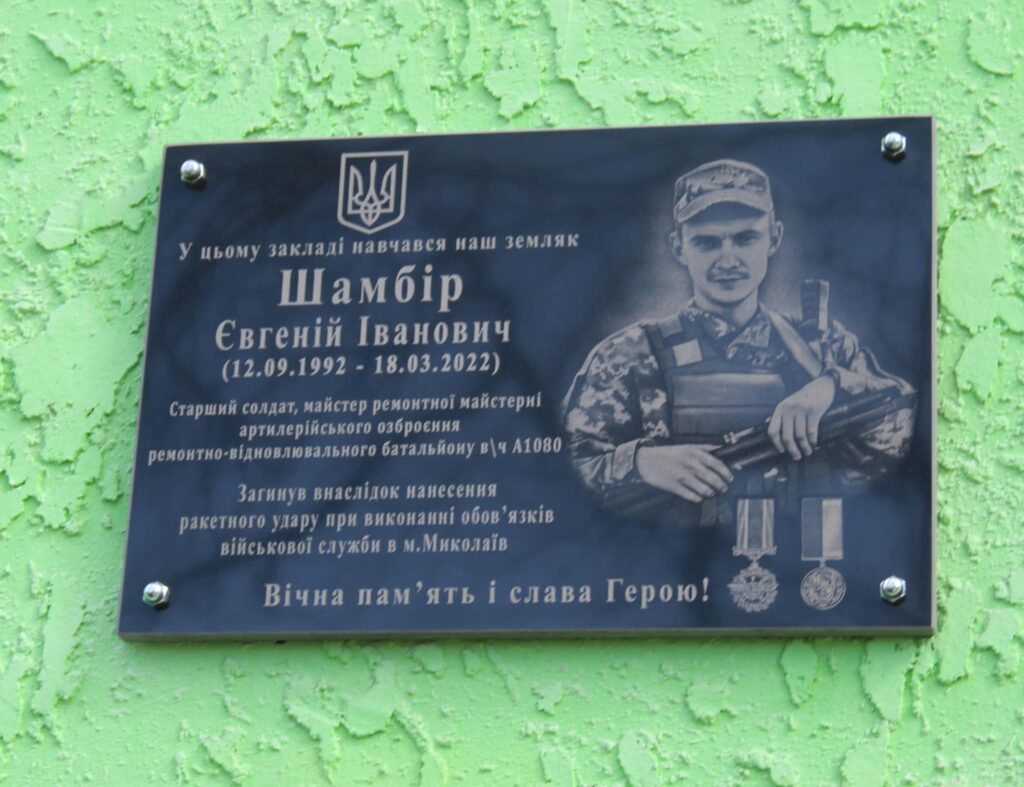 У цьому закладі навчався наш земляк
Шамбір
Євгеній Іванович
(12.09.1992 - 18.03.2022)
Старший солдат, майстер ремонтної майстерні
артилерійського озброєння
ремонтно-відновлювального батальйону в\ч А1080
Загинув внаслідок нанесення
ракетного удару при виконанні обов’язків
військової служби в м.Миколаїв
Вічна пам’ять і слава Герою!